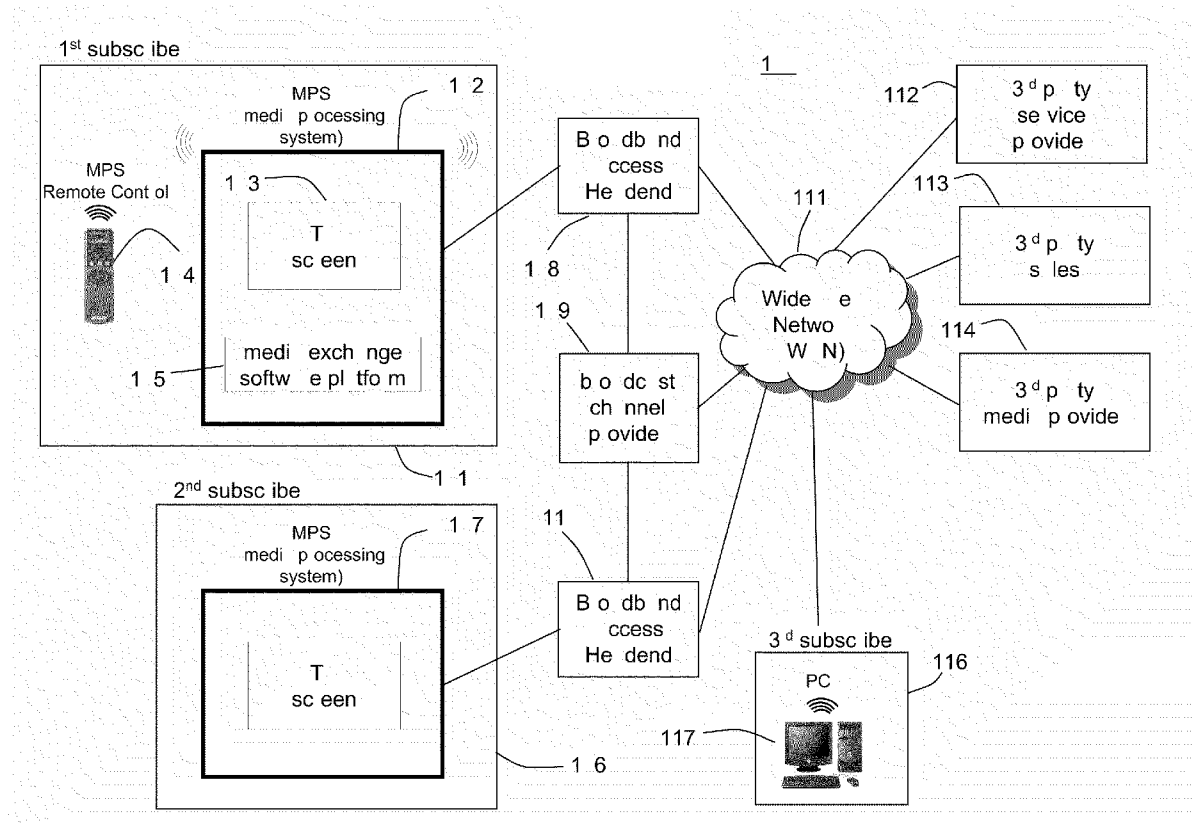 1st subsc ibe
1
MPS
medi p ocessing
system)
1 2
MPS
Remote Cont ol
1 3
T
sc een
1 4
medi exch nge
softw e pl tfo m
1 5
1 1
B o db nd
ccess
He dend
1 8
1 9
b o dc st
ch nnel
p ovide
111
Wide e
Netwo
W N)
112
3 d p ty
se vice
p ovide
113
3 d p ty
s les
114
3 d p ty
medi p ovide
2nd subsc ibe
MPS
medi p ocessing
system)
1 7
T
sc een
1 6
11
B o db nd
ccess
He dend
3 d subsc ibe
116
PC
117